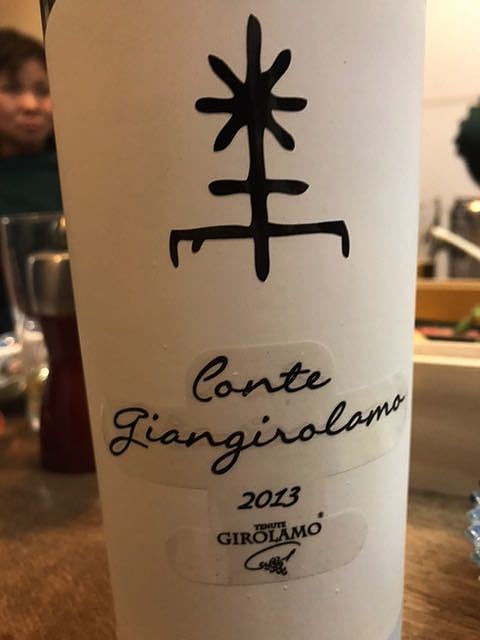 Conte
Giangirolamo
2013
TENUTE
GIROLAMO®